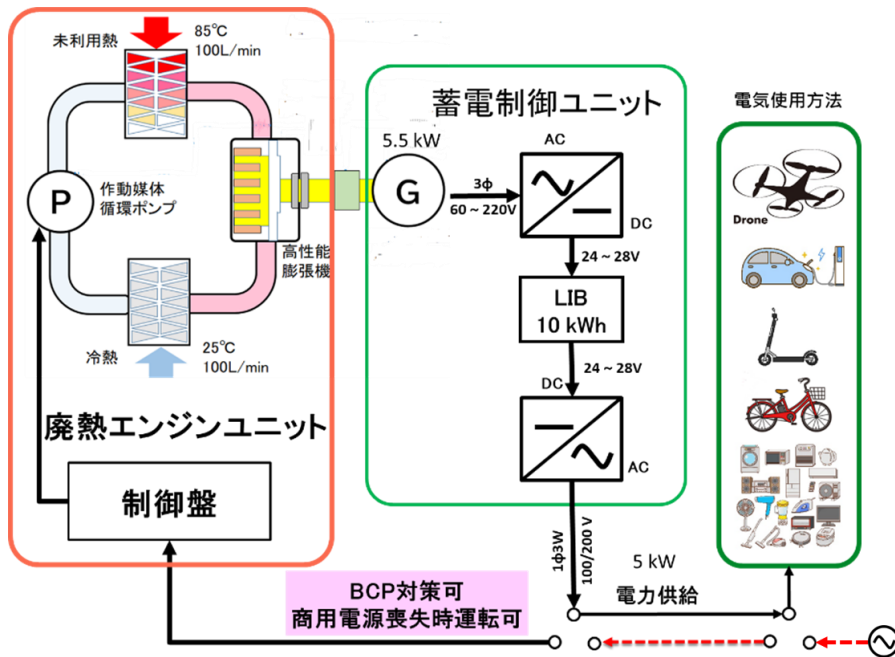 未利用熱
85℃
100L/min
P
作動媒体
循環ポンプ
高性能
膨張機
冷熱
25℃
100L/min
廃熱エンジンユニット
制御盤
蓄電制御ユニット
5.5 kW
G
3ф
60～220V
AC
DC
24～28V
LIB
10 kWh
24～28V
DC
AC
1ф3W
100/200 V
5 kW
電力供給
BCP対策可
商用電源喪失時運転可
電気使用方法
Drone